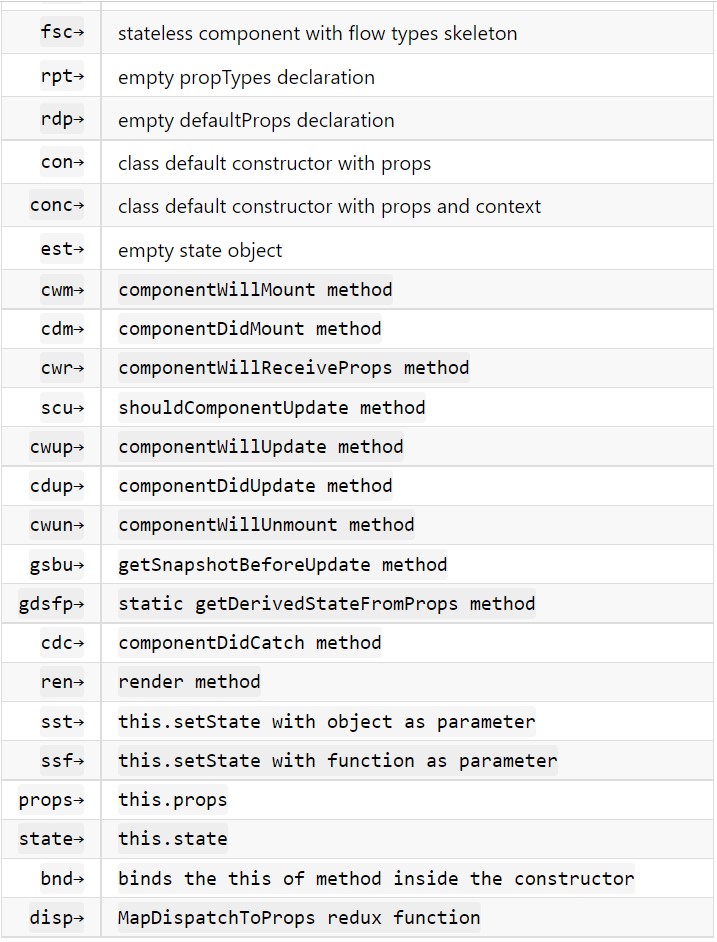 fsc→ stateless component with flow types skeleton
rpt→ empty propTypes declaration
rdp→ empty defaultProps declaration
con→ class default constructor with props
conc→ class default constructor with props and context
est→ empty state object
cwm→ componentWillMount method
cdm→ componentDidMount method
cwr→ componentWillReceiveProps method
scu→ shouldComponentUpdate method
cwup→ componentWillUpdate method
cdup→ componentDidUpdate method
cwun→ componentWillUnmount method
gsbu→ getSnapshotBeforeUpdate method
gdsfp→ static getDerivedStateFromProps method
cdc→ componentDidCatch method
ren→ render method
sst→ this.setState with object as parameter
ssf→ this.setState with function as parameter
props→ this.props
state→ this.state
bnd→ binds the this of method inside the constructor
disp→ MapDispatchToProps redux function